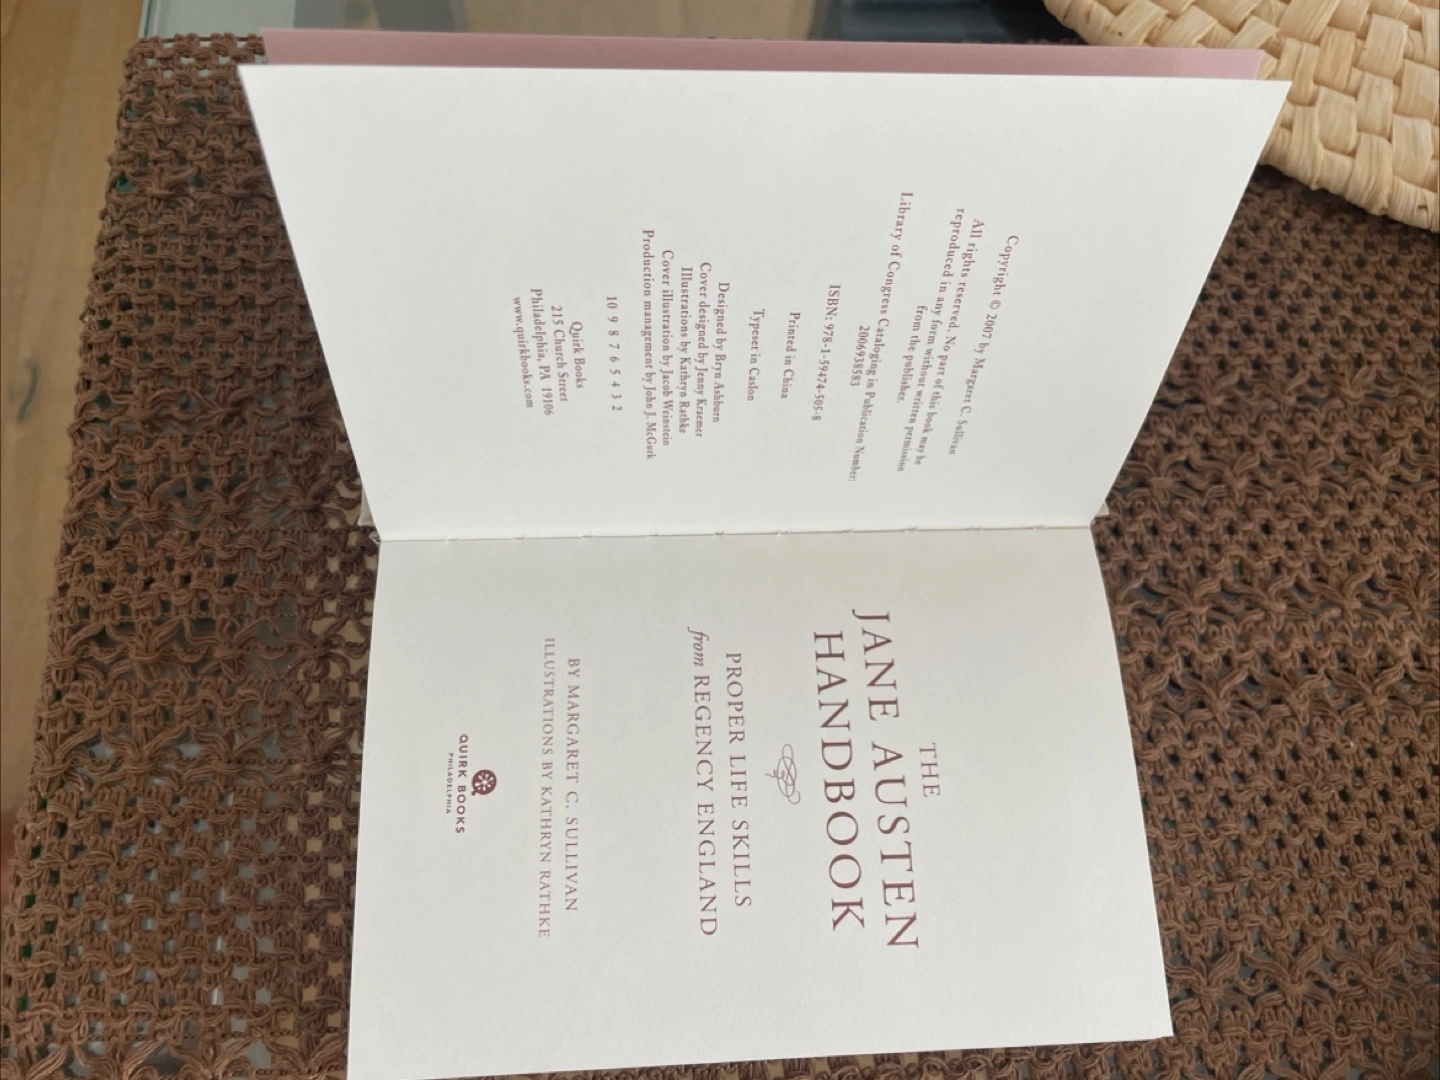 Copyright © 2007 by Margaret C. Sullivan
All rights reserved. No part of this book may be
reproduced in any form without written permission
from the publisher.
Library of Congress Cataloging in Publication Number:
2006938583
ISBN: 978-1-59474-505-8
Printed in China
Typeset in Caslon
Designed by Bryn Ashburn
Cover designed by Jenny Kraemer
Illustrations by Kathryn Rathke
Cover illustration by Jacob Weinstein
Production management by John J. McGurk
10 9 8 7 6 5 4 3 2
Quirk Books
215 Church Street
Philadelphia, PA 19106
www.quirkbooks.com
THE
JANE AUSTEN
HANDBOOK
PROPER LIFE SKILLS
from REGENCY ENGLAND
BY MARGARET C. SULLIVAN
ILLUSTRATIONS BY KATHRYN RATHKE
QUIRK BOOKS
PHILADELPHIA